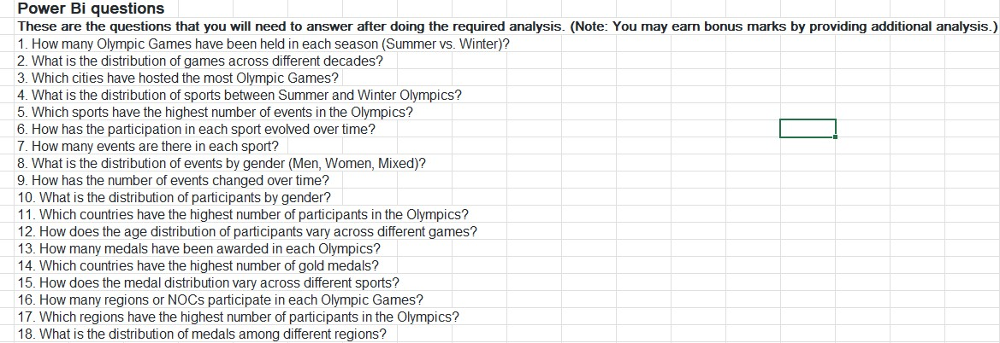 Power Bi questions
These are the questions that you will need to answer after doing the required analysis. (Note: You may earn bonus marks by providing additional analysis.)
1. How many Olympic Games have been held in each season (Summer vs. Winter)?
2. What is the distribution of games across different decades?
3. Which cities have hosted the most Olympic Games?
4. What is the distribution of sports between Summer and Winter Olympics?
5. Which sports have the highest number of events in the Olympics?
6. How has the participation in each sport evolved over time?
7. How many events are there in each sport?
8. What is the distribution of events by gender (Men, Women, Mixed)?
9. How has the number of events changed over time?
10. What is the distribution of participants by gender?
11. Which countries have the highest number of participants in the Olympics?
12. How does the age distribution of participants vary across different games?
13. How many medals have been awarded in each Olympics?
14. Which countries have the highest number of gold medals?
15. How does the medal distribution vary across different sports?
16. How many regions or NOCs participate in each Olympic Games?
17. Which regions have the highest number of participants in the Olympics?
18. What is the distribution of medals among different regions?